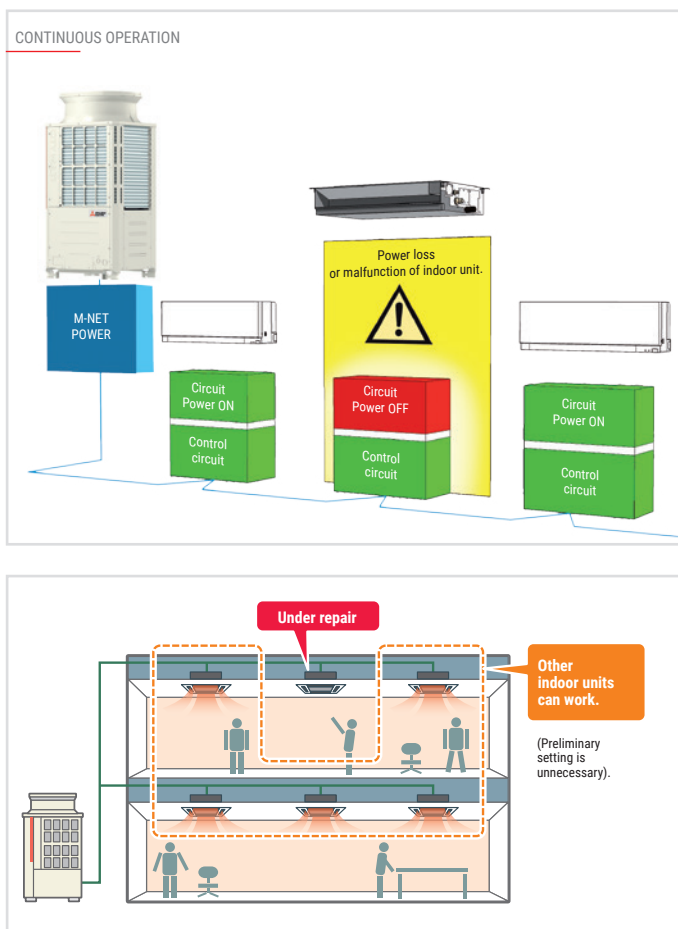 CONTINUOUS OPERATION
Power loss
or malfunction of indoor unit.
M-NET
POWER
Circuit
Power ON
Control
circuit
Circuit
Power OFF
Control
circuit
Circuit
Power ON
Control
circuit
Under repair
Other
indoor units
can work.
(Preliminary
setting is
unnecessary).